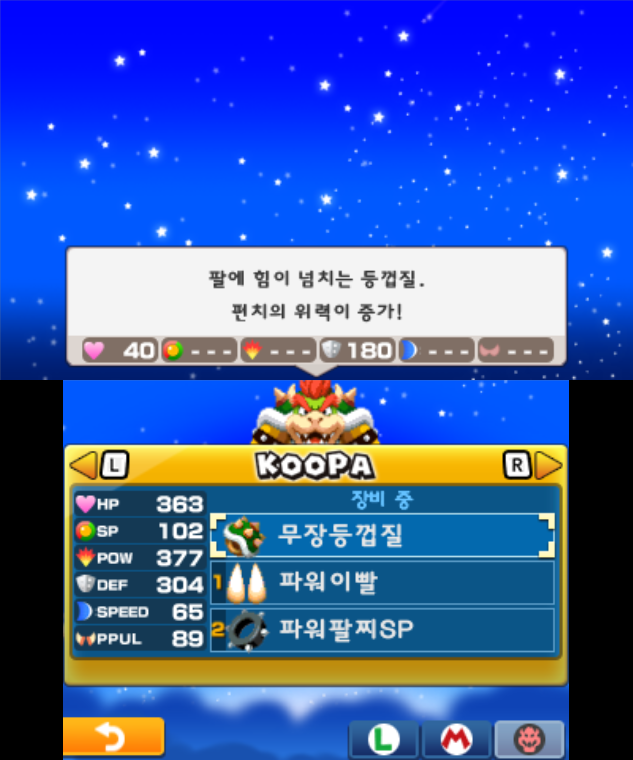 팔에 힘이 넘치는 등껍질.
펀치의 위력이 증가!
40 --- --- 180 --- ---
L KOOPA R
장비 중
HP 363
SP 102
POW 377
DEF 304
SPEED 65
PPUL 89
무장등껍질
1 파워이빨
2 파워팔찌SP
L M